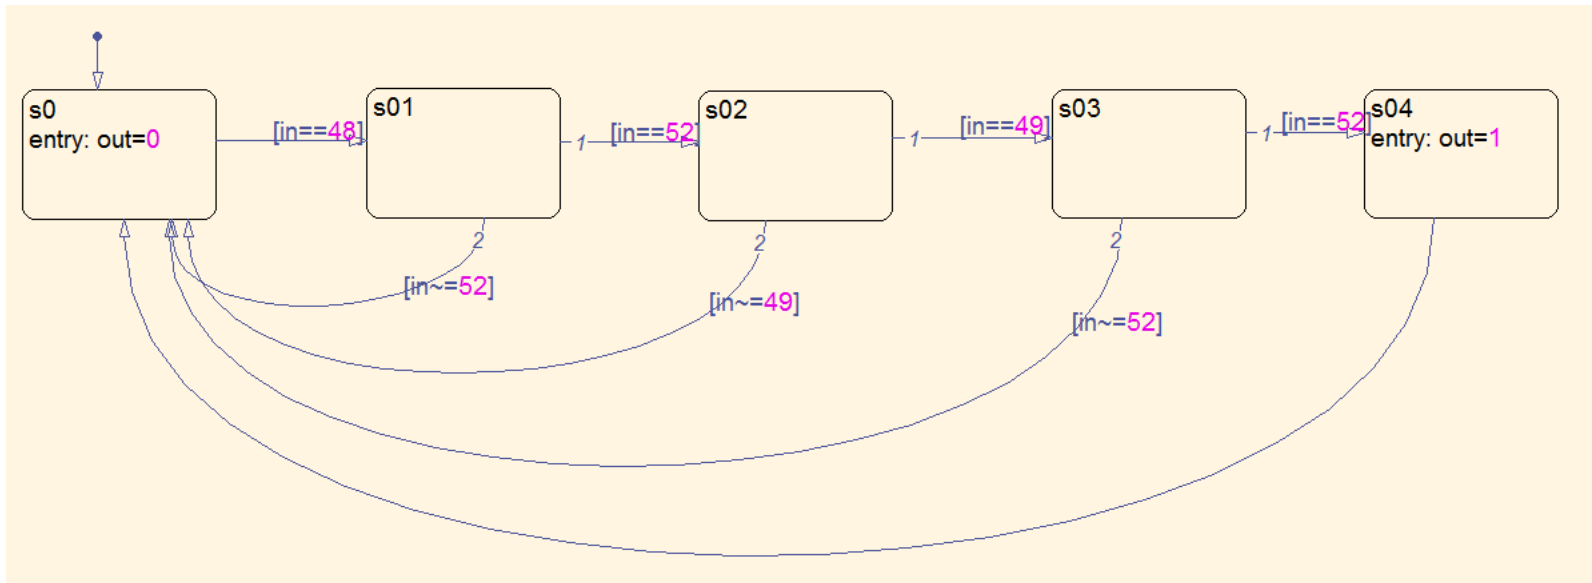 s0
entry: out=0
[in==48]
s01
1
[in==52]
s02
1
[in==49]
s03
1
[in==52]
s04
entry: out=1
2
[in~=52]
2
[in~=49]
2
[in~=52]